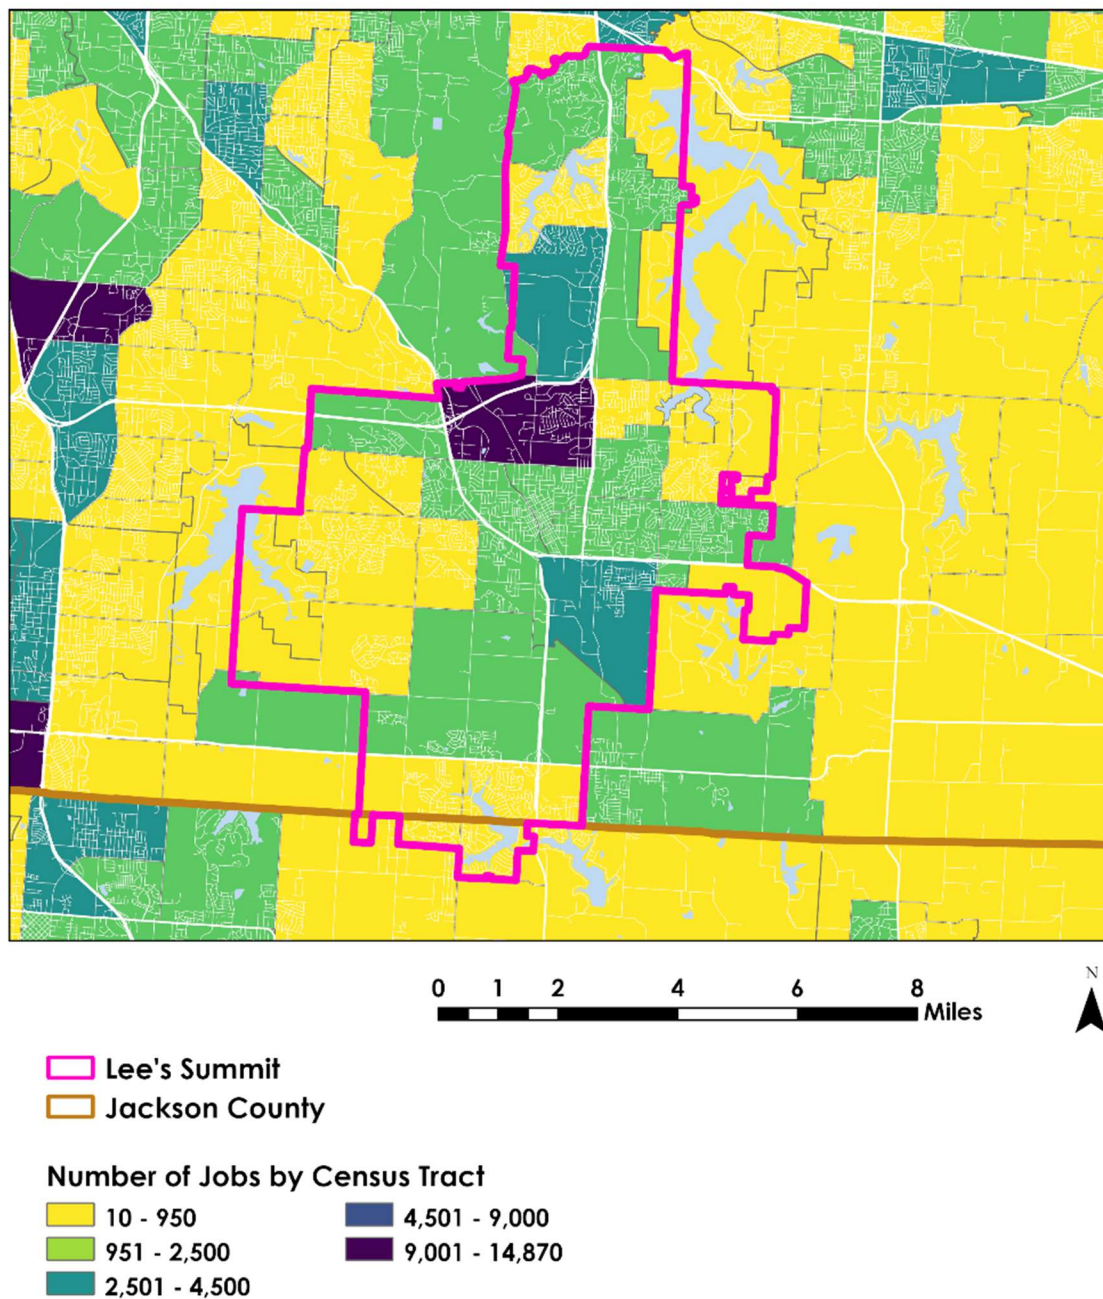 N
0 1 2 4 6 8
Miles
Lee's Summit
Jackson County
Number of Jobs by Census Tract
10 - 950
4,501 - 9,000
951 - 2,500
9,001 - 14,870
2,501 - 4,500